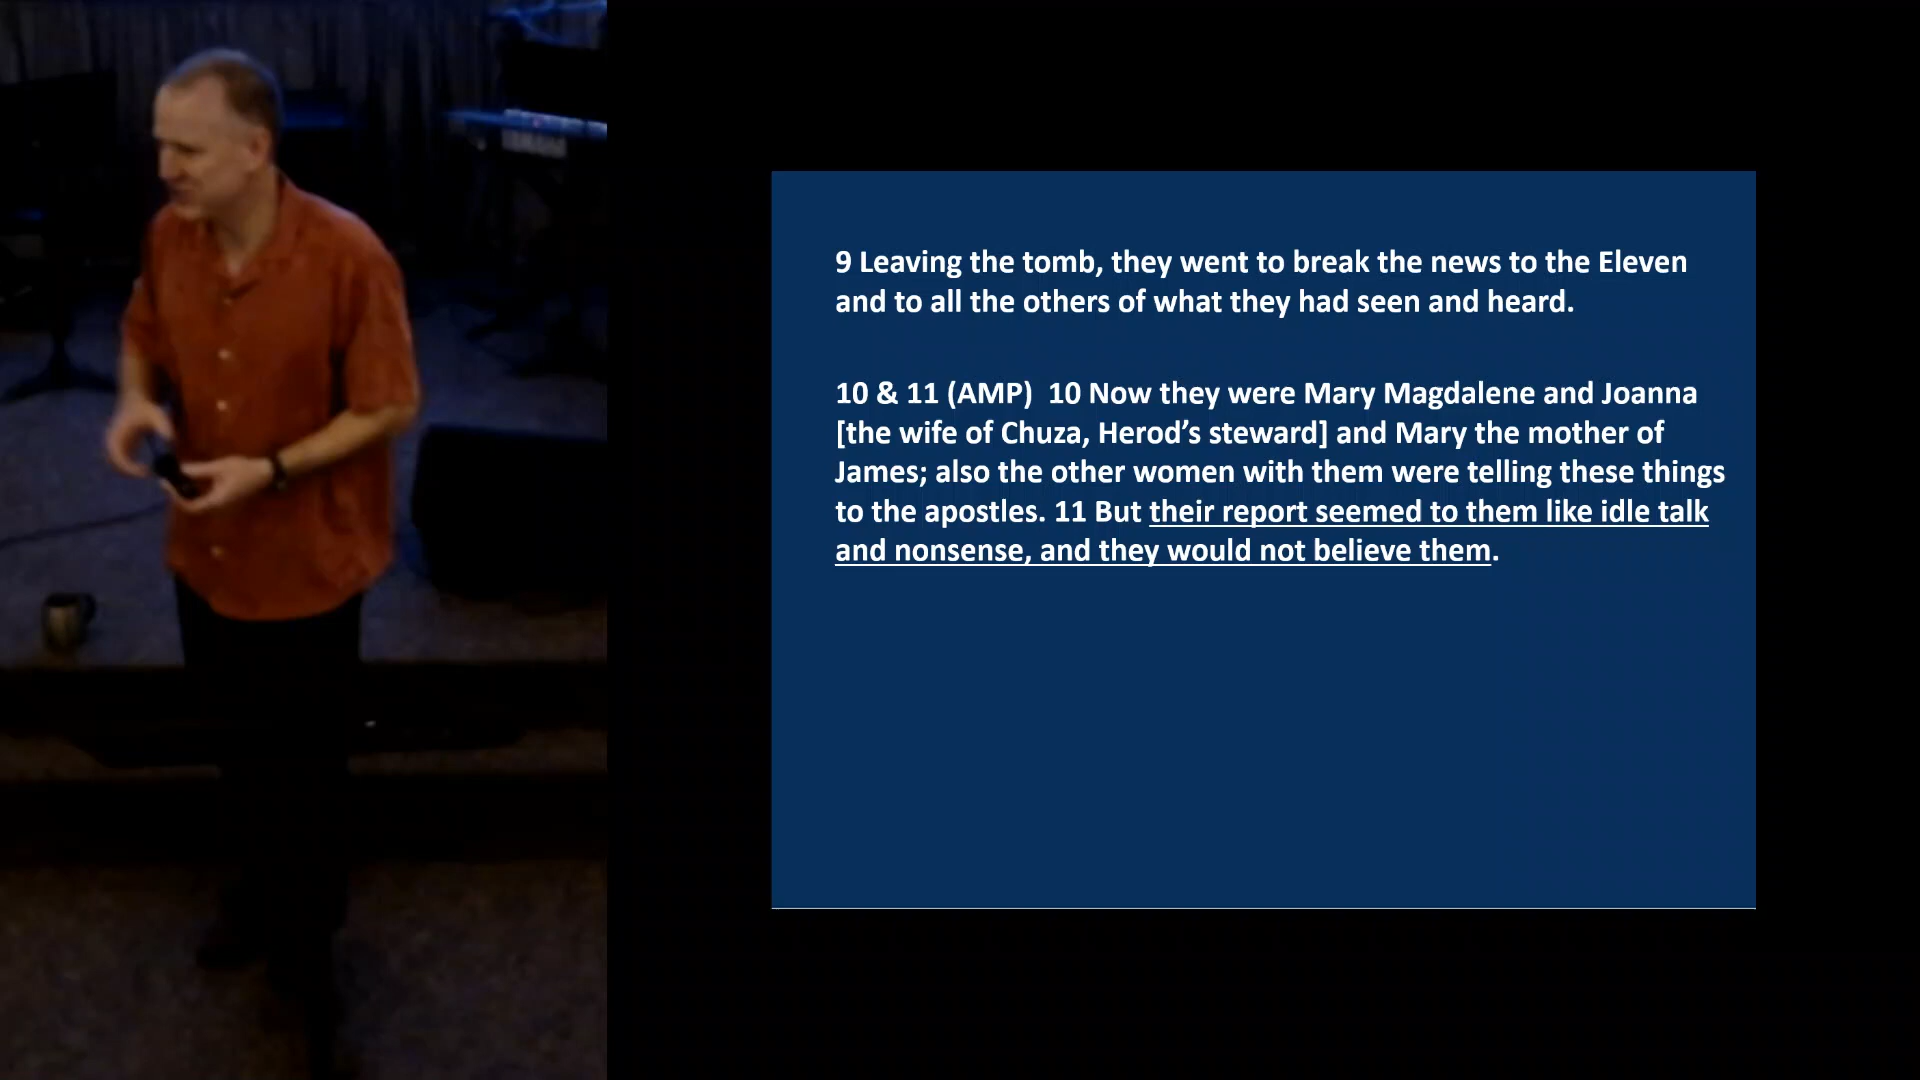 9 Leaving the tomb, they went to break the news to the Eleven
and to all the others of what they had seen and heard.
10 & 11 (AMP)  10 Now they were Mary Magdalene and Joanna
[the wife of Chuza, Herod’s steward] and Mary the mother of
James; also the other women with them were telling these things
to the apostles. 11 But their report seemed to them like idle talk
and nonsense, and they would not believe them.